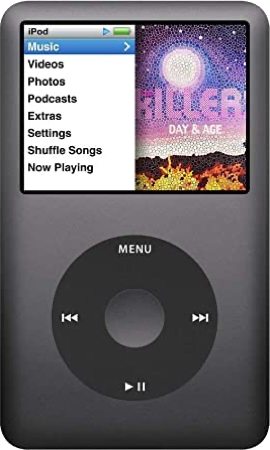 iPod
Music
Videos
Photos
Podcasts
Extras
Settings
Shuffle Songs
Now Playing
KILLER
DAY & AGE
MENU